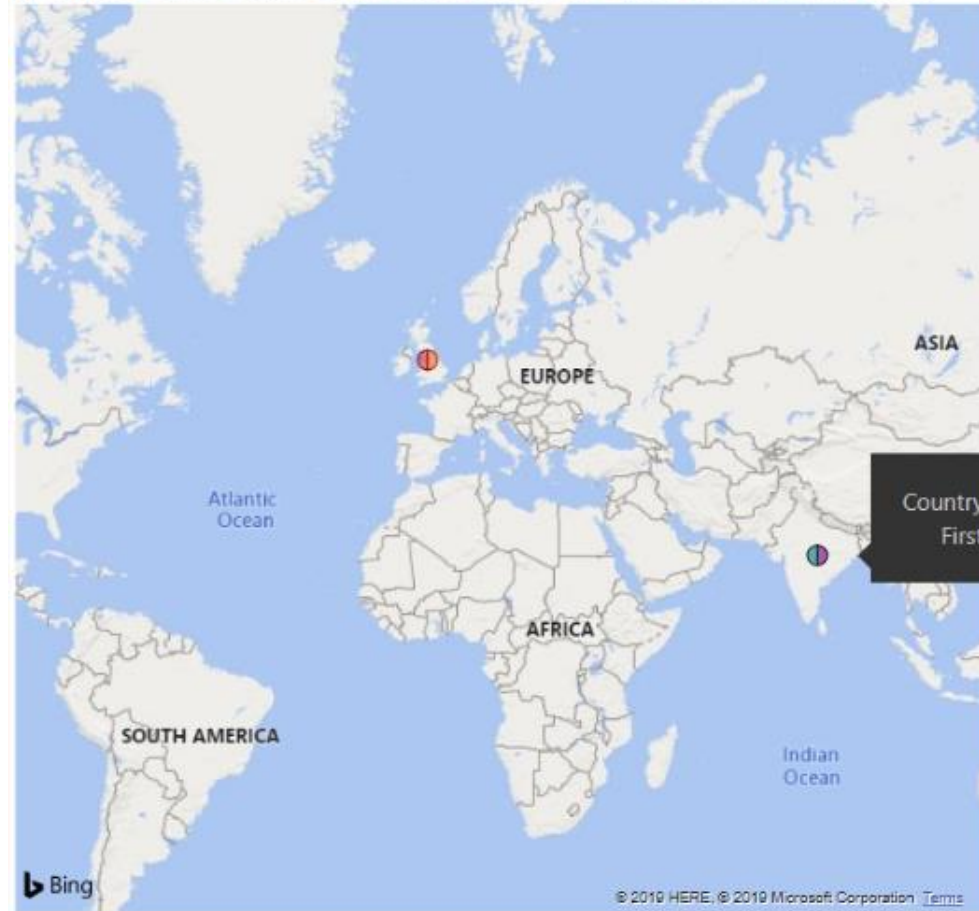 ASIA
EUROPE
Country
First
Atlantic
Ocean
AFRICA
SOUTH AMERICA
Indian
Ocean
Bing
© 2019 HERE, © 2019 Microsoft Corporation Terms